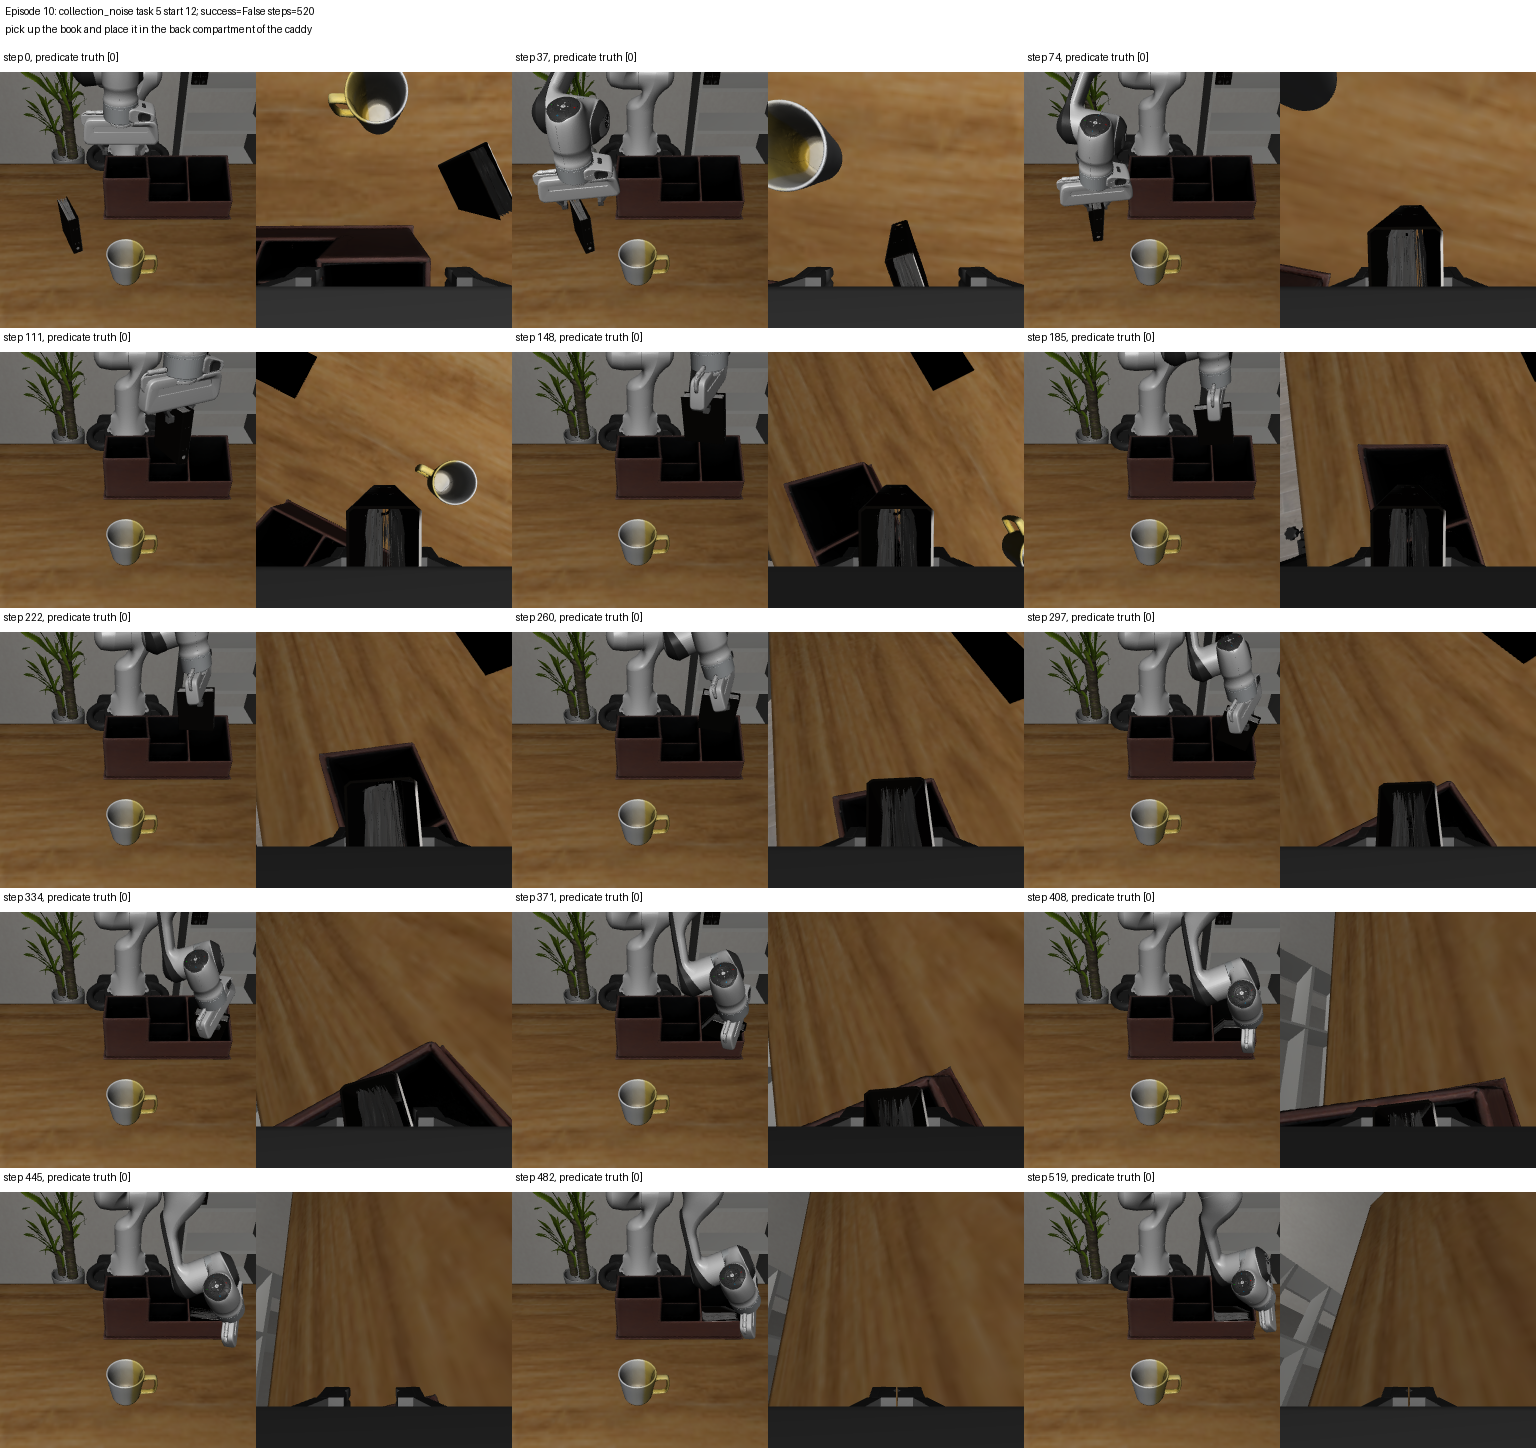 Episode 10: collection_noise task 5 start 12; success=False steps=520
pick up the book and place it in the back compartment of the caddy
step 0, predicate truth [0]
step 37, predicate truth [0]
step 74, predicate truth [0]
step 111, predicate truth [0]
step 148, predicate truth [0]
step 185, predicate truth [0]
step 222, predicate truth [0]
step 260, predicate truth [0]
step 297, predicate truth [0]
step 334, predicate truth [0]
step 371, predicate truth [0]
step 408, predicate truth [0]
step 445, predicate truth [0]
step 482, predicate truth [0]
step 519, predicate truth [0]